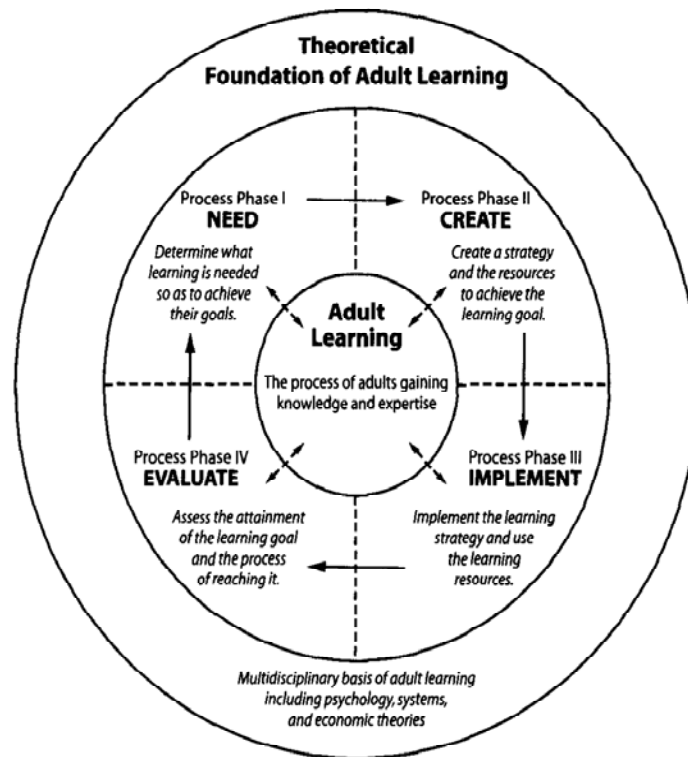 Theoretical
Foundation of Adult Learning
Process Phase I
NEED
Determine what
learning is needed
so as to achieve
their goals.
Process Phase II
CREATE
Create a strategy
and the resources
to achieve the
learning goal.
Adult
Learning
The process of adults gaining
knowledge and expertise
Process Phase IV
EVALUATE
Assess the attainment
of the learning goal
and the process
of reaching it.
Process Phase III
IMPLEMENT
Implement the learning
strategy and use
the learning
resources.
Multidisciplinary basis of adult learning
including psychology, systems,
and economic theories